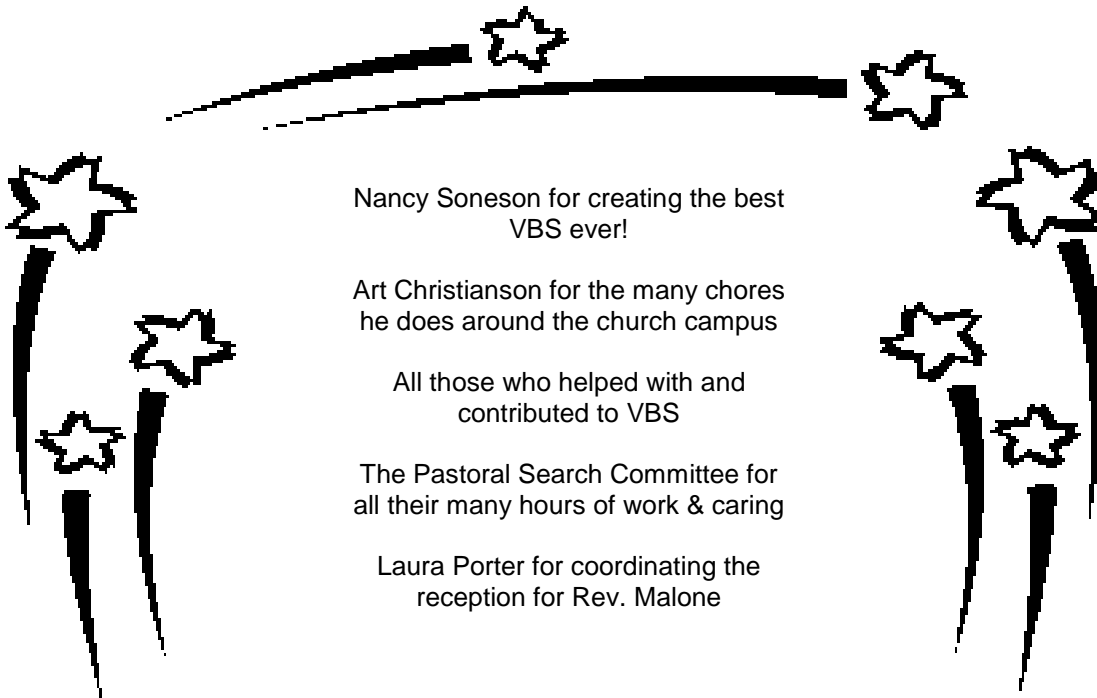 Nancy Soneson for creating the best
VBS ever!
Art Christianson for the many chores
he does around the church campus
All those who helped with and
contributed to VBS
The Pastoral Search Committee for
all their many hours of work & caring
Laura Porter for coordinating the
reception for Rev. Malone